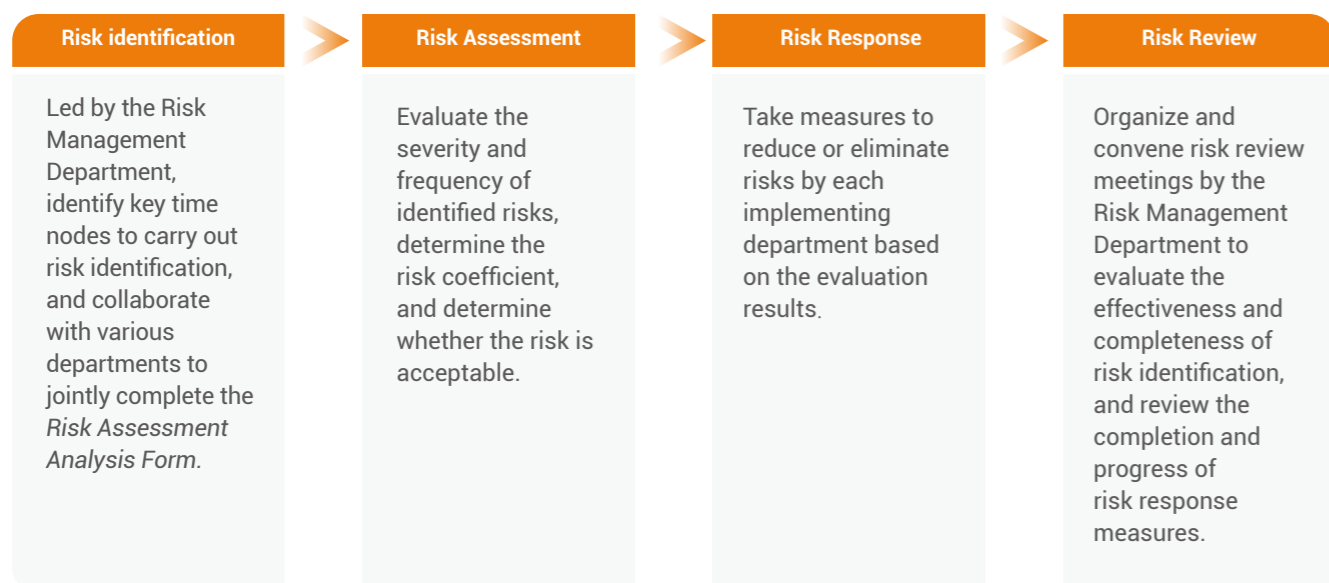 Risk identification
Led by the Risk
Management
Department,
identify key time
nodes to carry out
risk identification,
and collaborate
with various
departments to
jointly complete the
Risk Assessment
Analysis Form.
Risk Assessment
Evaluate the
severity and
frequency of
identified risks,
determine the
risk coefficient,
and determine
whether the risk is
acceptable.
Risk Response
Take measures to
reduce or eliminate
risks by each
implementing
department based
on the evaluation
results.
Risk Review
Organize and
convene risk review
meetings by the
Risk Management
Department to
evaluate the
effectiveness and
completeness of
risk identification,
and review the
completion and
progress of
risk response
measures.